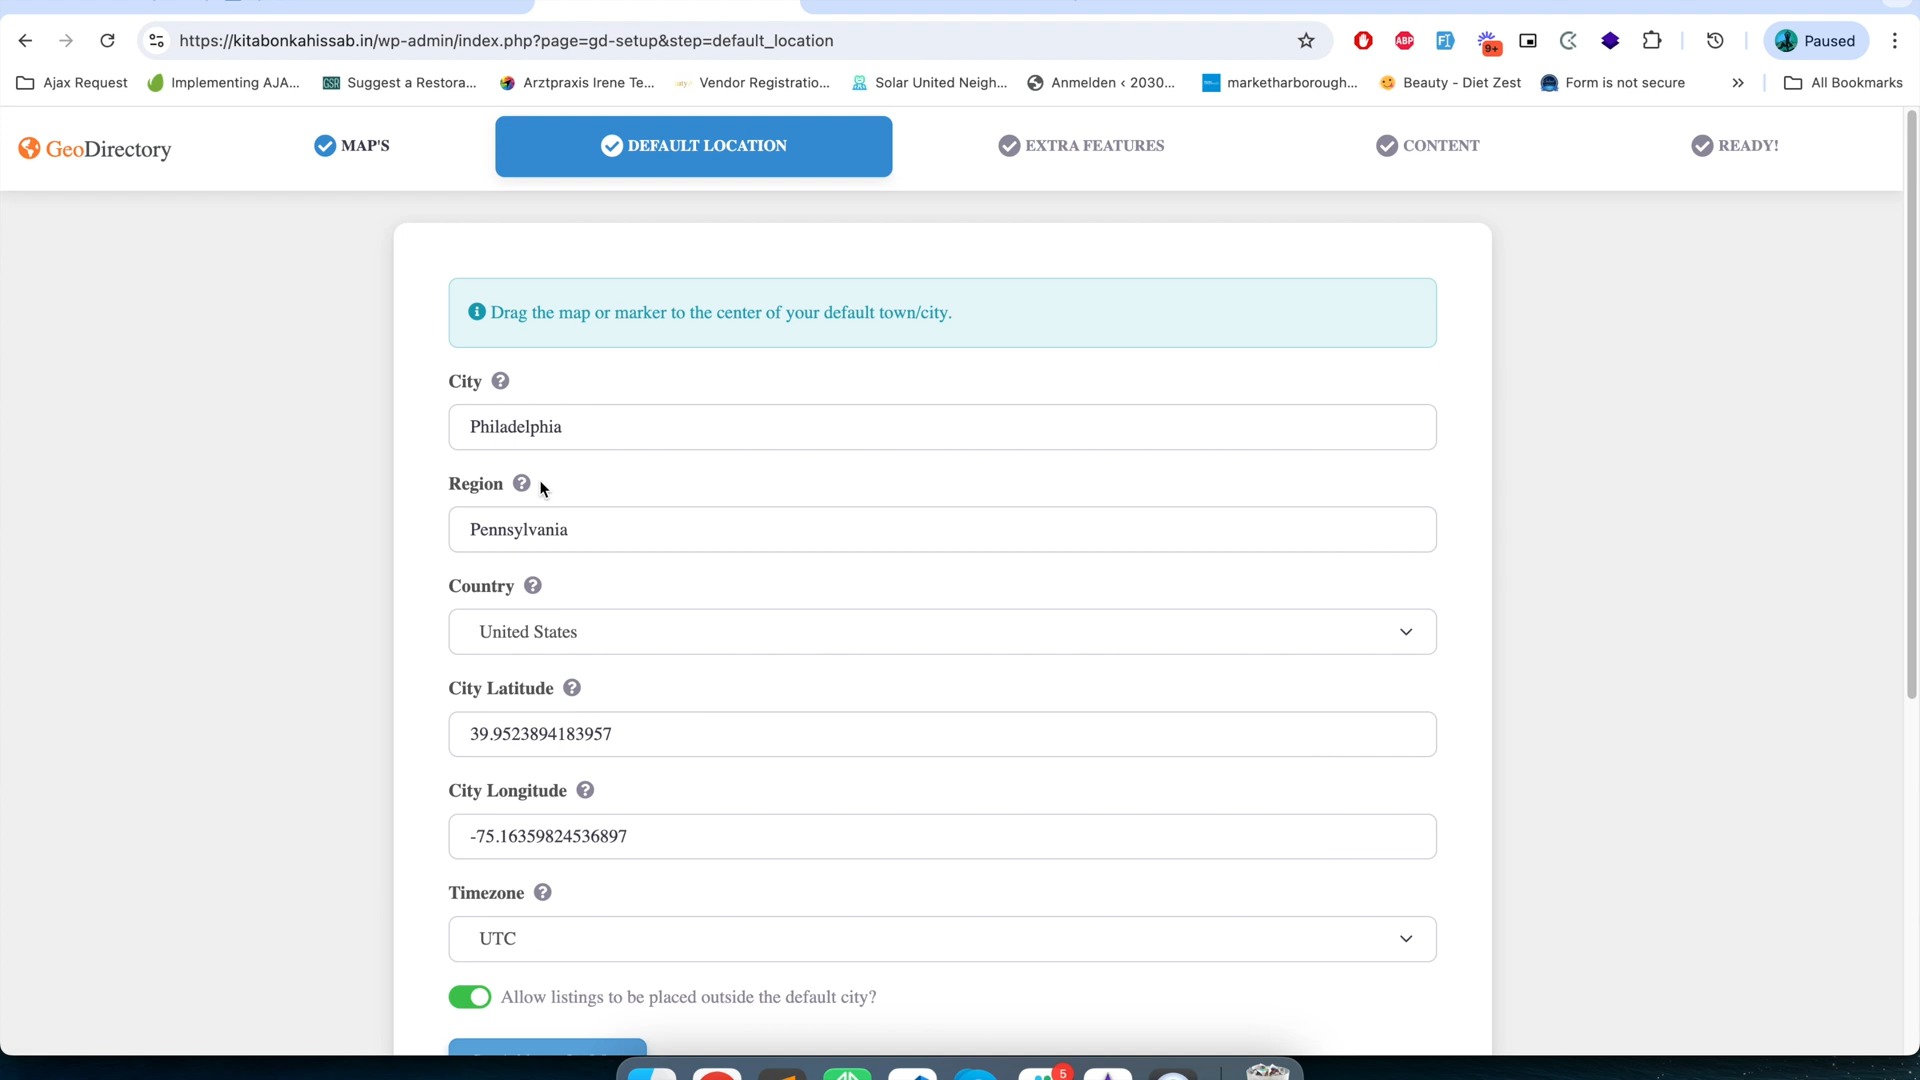 https://kitabonkahissab.in/wp-admin/index.php?page=gd-setup&step=default_location
ABP
9+
Paused
Ajax Request
Implementing AJA...
GSR
Suggest a Restora...
Arztpraxis Irene Te...
Vendor Registratio...
Solar United Neigh...
Anmelden ‹ 2030...
marketharborough...
Beauty - Diet Zest
Form is not secure
»
All Bookmarks
GeoDirectory
MAP'S
DEFAULT LOCATION
EXTRA FEATURES
CONTENT
READY!
Drag the map or marker to the center of your default town/city.
City
Philadelphia
Region
Pennsylvania
Country
United States
City Latitude
39.9523894183957
City Longitude
-75.16359824536897
Timezone
UTC
Allow listings to be placed outside the default city?
5